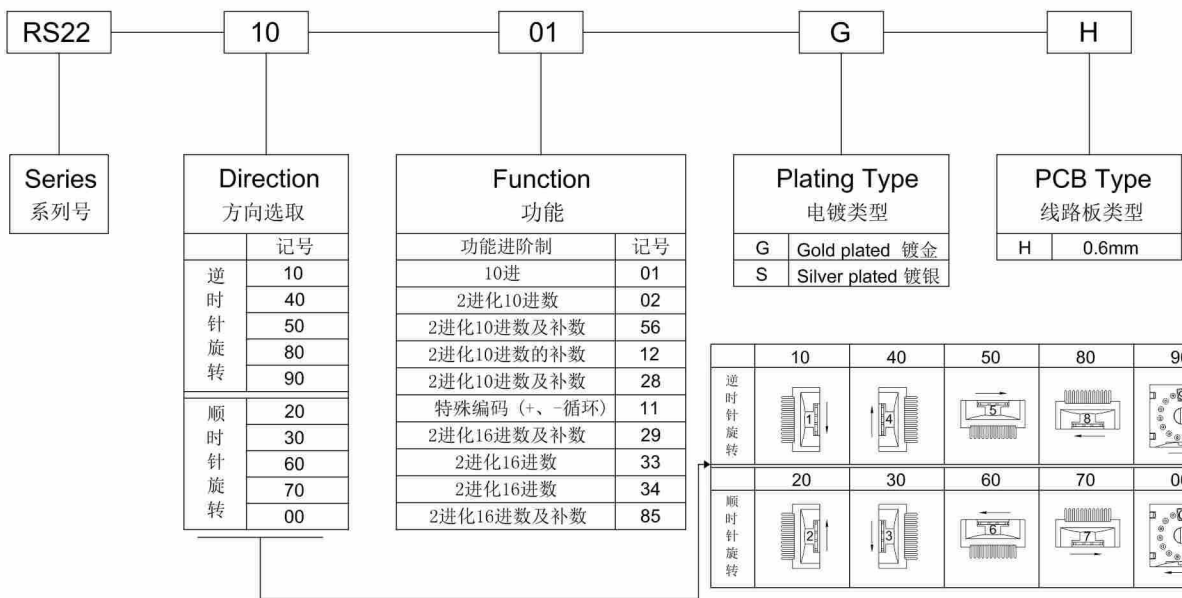 RS22 10 01 G H
Series
系列号
Direction
方向选取
记号
逆时针旋转
10
40
50
80
90
顺时针旋转
20
30
60
70
00
Function
功能
功能进阶制 记号
10进 01
2进化10进数 02
2进化10进数及补数 56
2进化10进数的补数 12
2进化10进数及补数 28
特殊编码 (+、-循环) 11
2进化16进数及补数 29
2进化16进数 33
2进化16进数 34
2进化16进数及补数 85
Plating Type
电镀类型
G Gold plated 镀金
S Silver plated 镀银
PCB Type
线路板类型
H 0.6mm
10 40 50 80
逆时针旋转
1 4 5 8
20 30 60 70
顺时针旋转
2 3 6 7